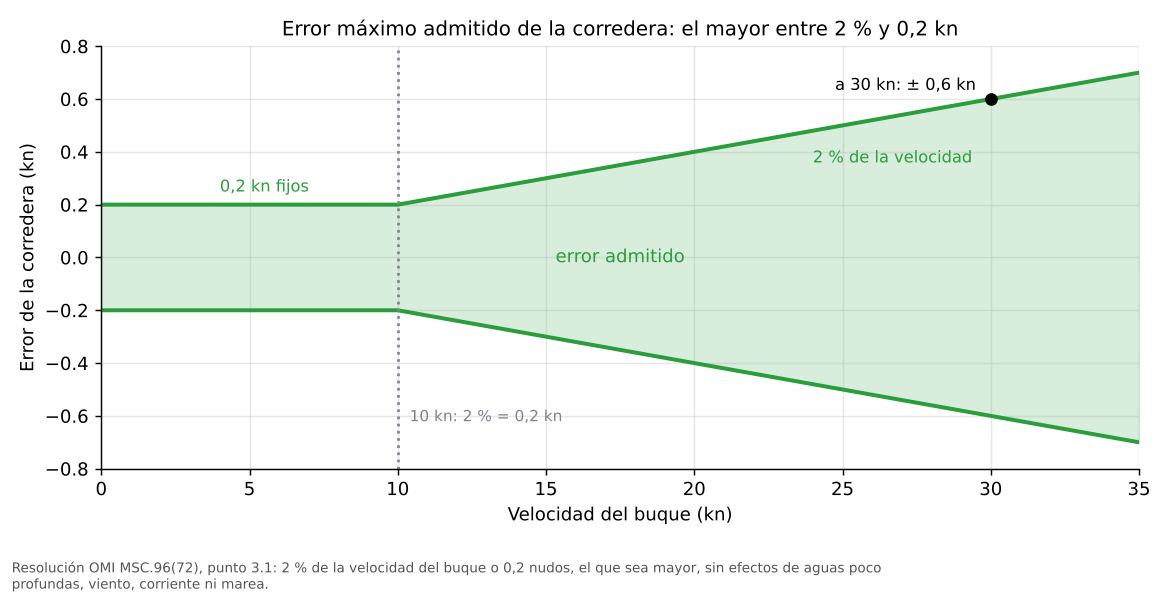 Error máximo admitido de la corredera: el mayor entre 2 % y 0,2 kn
0.8
0.6
0.4
0.2
0.0
−0.2
−0.4
−0.6
−0.8
Error de la corredera (kn)
a 30 kn: ± 0,6 kn
2 % de la velocidad
0,2 kn fijos
error admitido
10 kn: 2 % = 0,2 kn
0
5
10
15
20
25
30
35
Velocidad del buque (kn)
Resolución OMI MSC.96(72), punto 3.1: 2 % de la velocidad del buque o 0,2 nudos, el que sea mayor, sin efectos de aguas poco
profundas, viento, corriente ni marea.